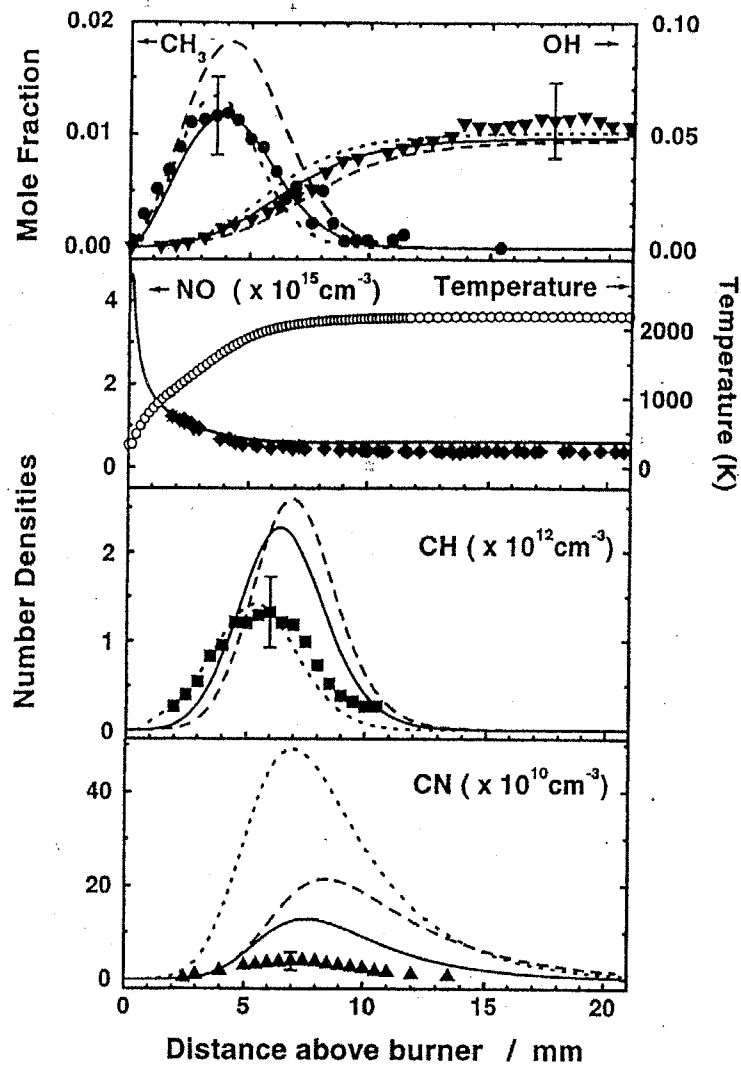 0.02
0.10
←CH3
OH →
0.01
0.05
0.00
0.00
Mole Fraction
← NO ( x 10^15 cm^-3)
Temperature →
4
2
0
2000
1000
0
Temperature (K)
CH ( x 10^12 cm^-3)
2
1
0
Number Densities
CN ( x 10^10 cm^-3)
40
20
0
0 5 10 15 20
Distance above burner / mm